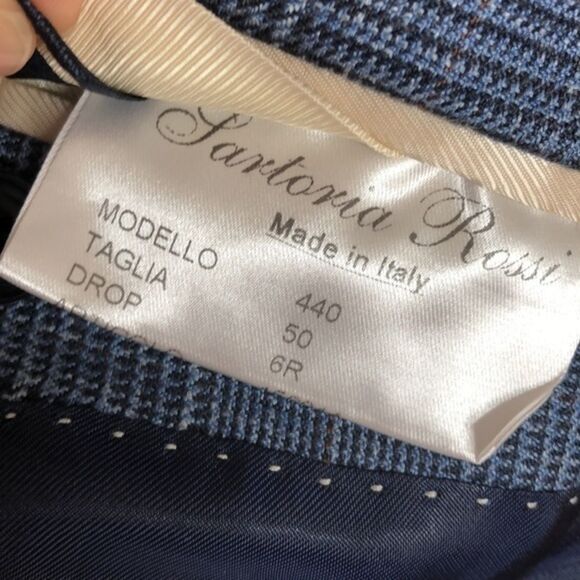 Sartoria Rossi
Made in Italy
MODELLO 440
TAGLIA 50
DROP 6R